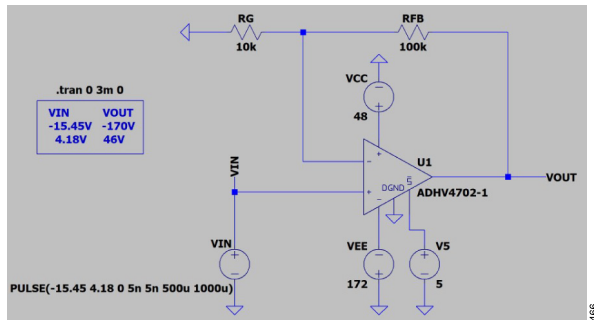 RG
10k
RFB
100k
.tran 0 3m 0
VIN VOUT
-15.45V -170V
4.18V 46V
VCC
48
-
+
VIN
-
+
+
-
DGND
S
U1
ADHV4702-1
VOUT
VIN
+
-
PULSE(-15.45 4.18 0 5n 5n 500u 1000u)
VEE
-
+
172
V5
+
-
5
466